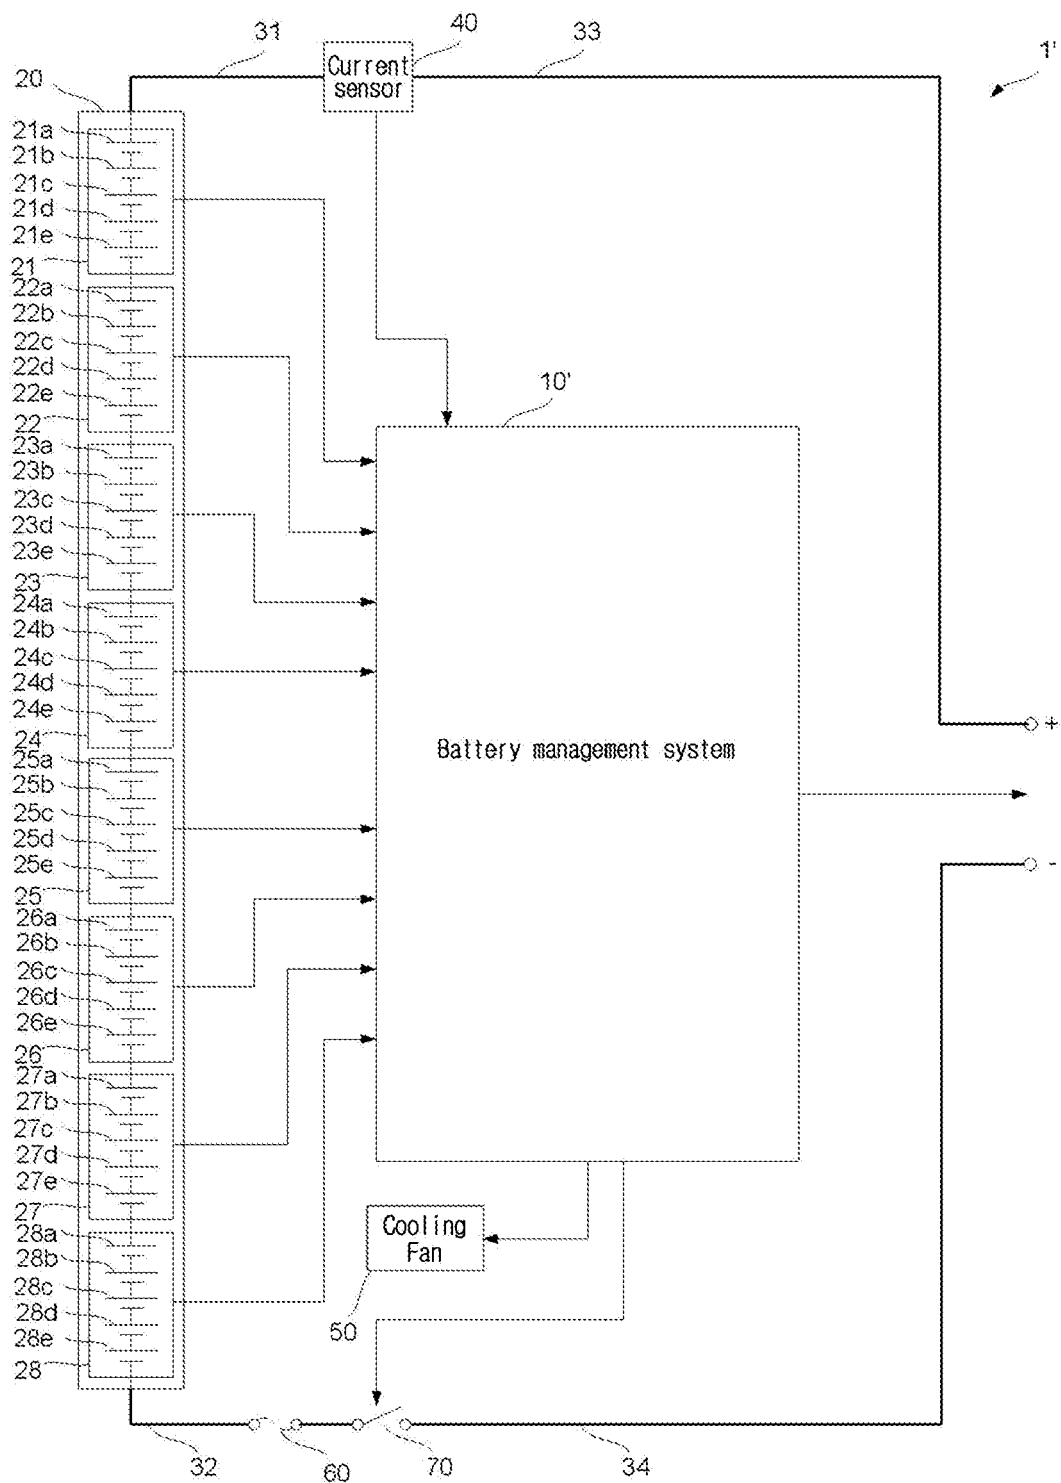 31
40
33
1'
Current
sensor
20
21a
21b
21c
21d
21e
21
22a
22b
22c
22d
22e
22
10'
23a
23b
23c
23d
23e
23
24a
24b
24c
24d
24e
24
+
Battery management system
25a
25b
25c
25d
25e
25
-
26a
26b
26c
26d
26e
26
27a
27b
27c
27d
27e
27
Cooling
Fan
28a
28b
28c
28d
28e
28
50
32
60
70
34